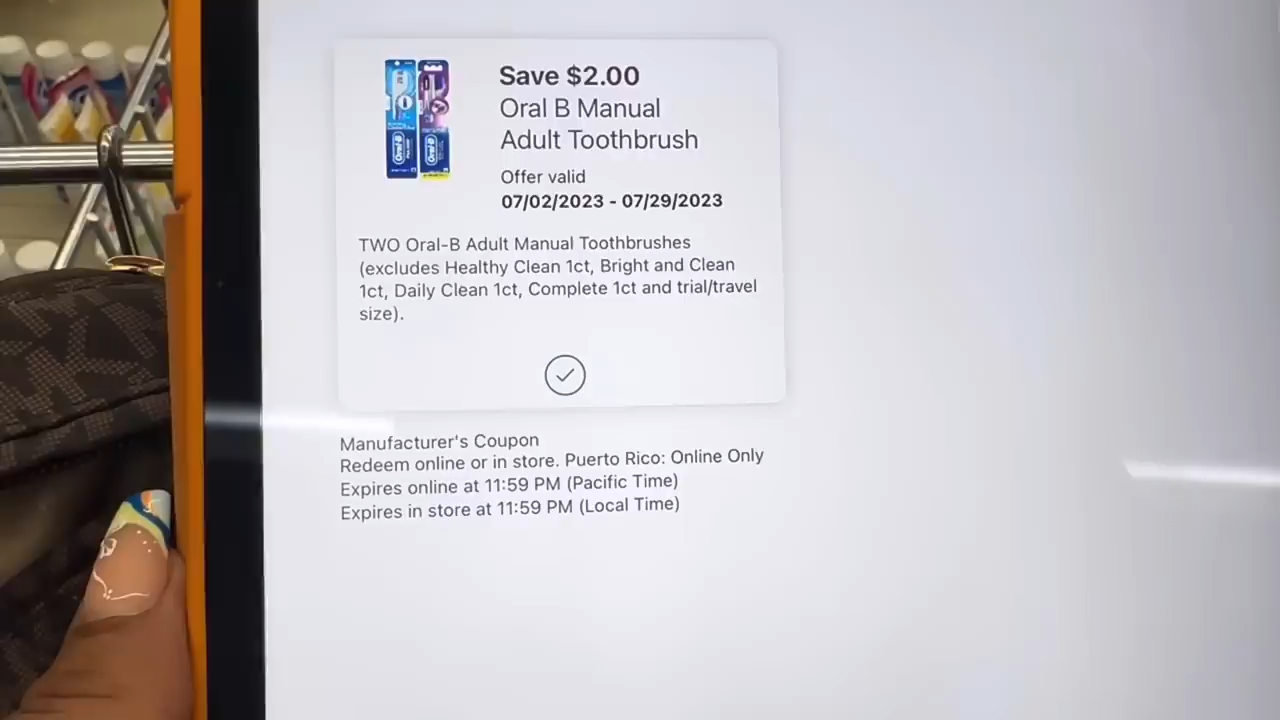 Save $2.00
Oral B Manual
Adult Toothbrush
Offer valid
07/02/2023 - 07/29/2023
TWO Oral-B Adult Manual Toothbrushes
(excludes Healthy Clean 1ct, Bright and Clean
1ct, Daily Clean 1ct, Complete 1ct and trial/travel
size).
Manufacturer's Coupon
Redeem online or in store. Puerto Rico: Online Only
Expires online at 11:59 PM (Pacific Time)
Expires in store at 11:59 PM (Local Time)
Oral-B
Oral-B